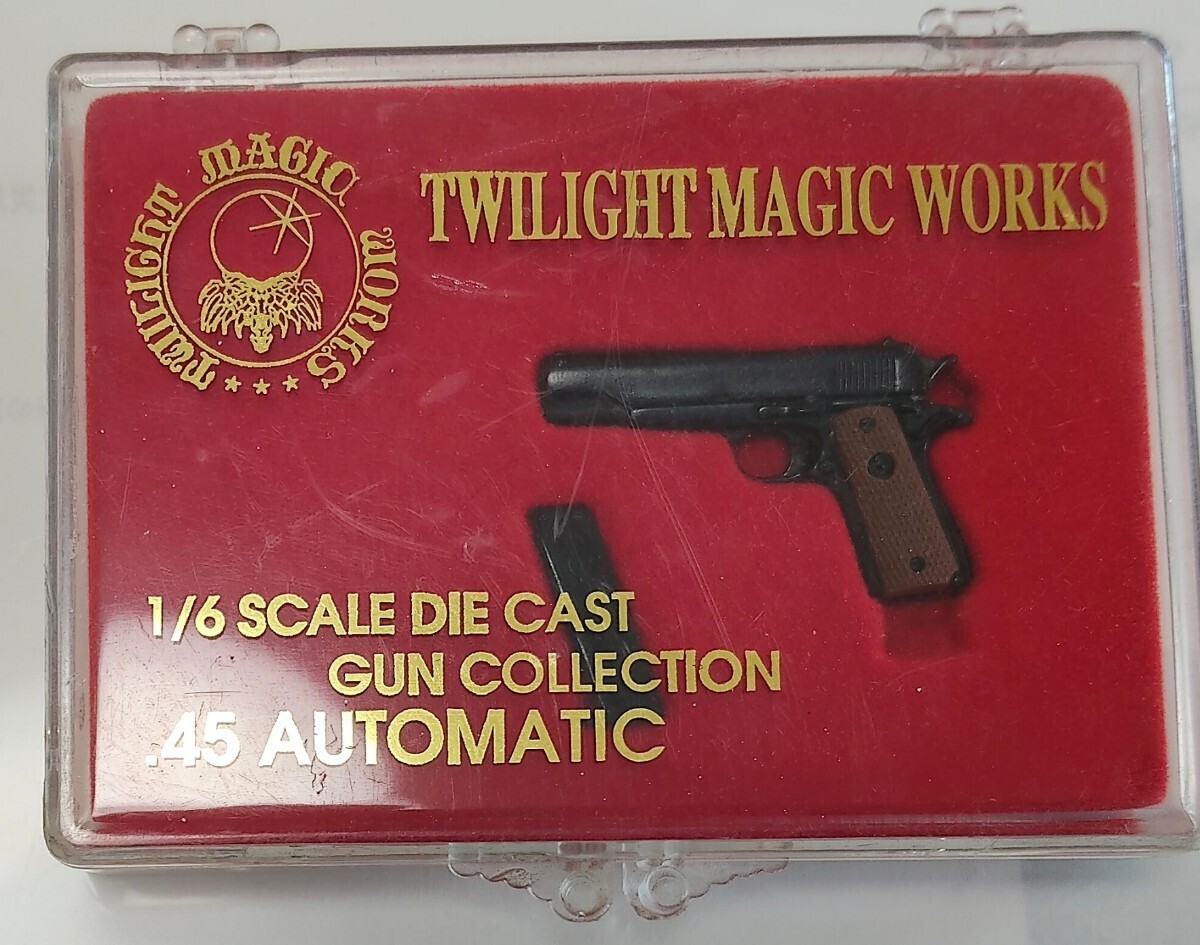 TWILIGHT MAGIC WORKS
TWILIGHT MAGIC WORKS
1/6 SCALE DIE CAST
GUN COLLECTION
.45 AUTOMATIC